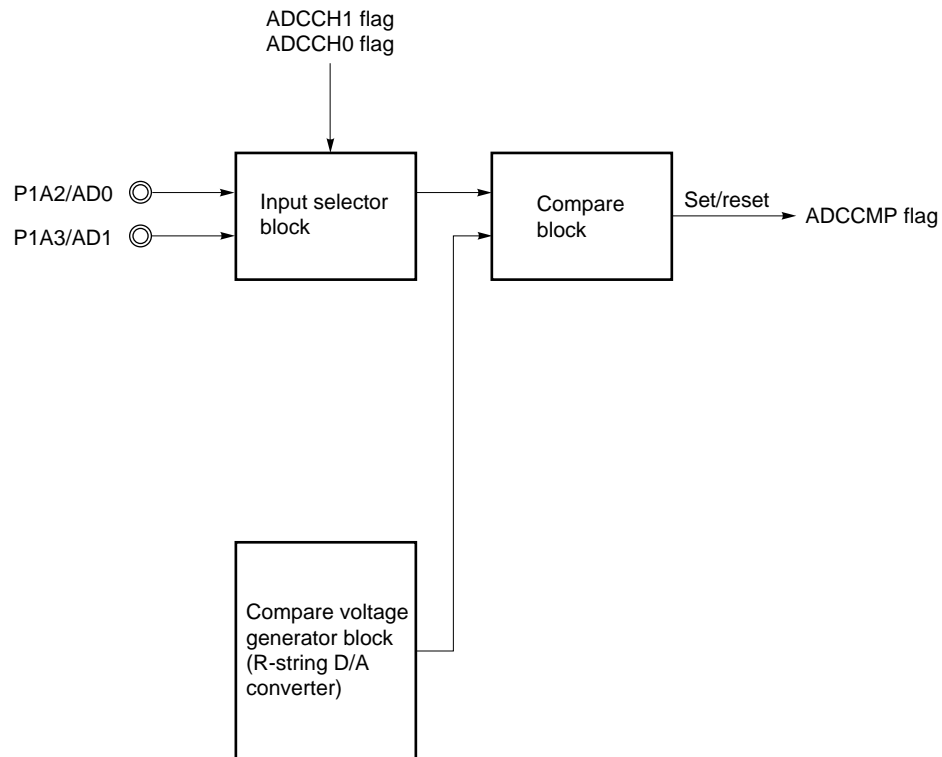 ADCCH1 flag
ADCCH0 flag
P1A2/AD0
P1A3/AD1
Input selector
block
Compare
block
Set/reset
ADCCMP flag
Compare voltage
generator block
(R-string D/A
converter)